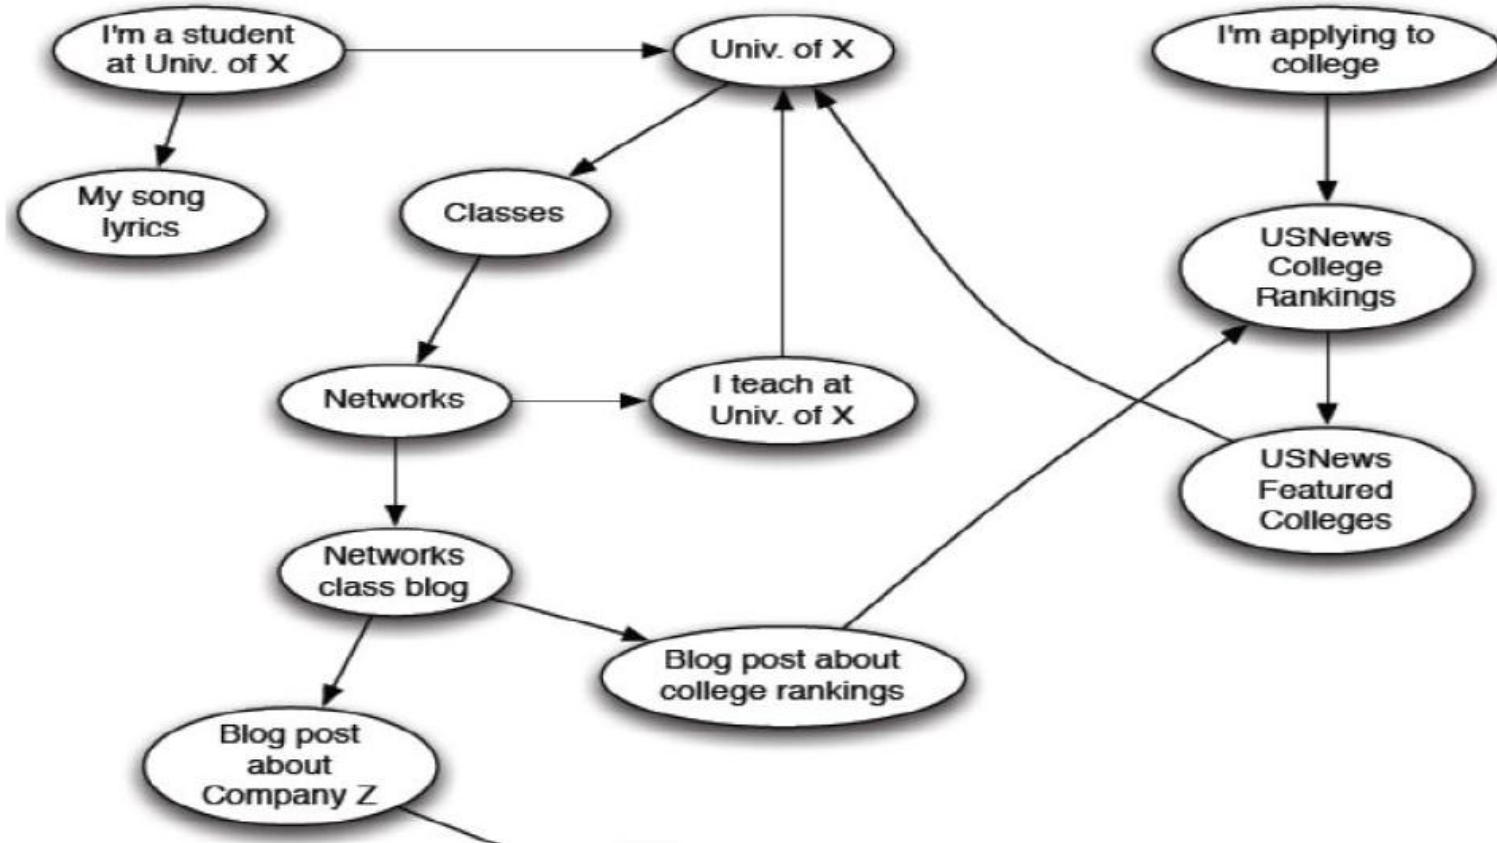 I'm a student
at Univ. of X
Univ. of X
I'm applying to
college
My song
lyrics
Classes
USNews
College
Rankings
Networks
I teach at
Univ. of X
USNews
Featured
Colleges
Networks
class blog
Blog post about
college rankings
Blog post
about
Company Z